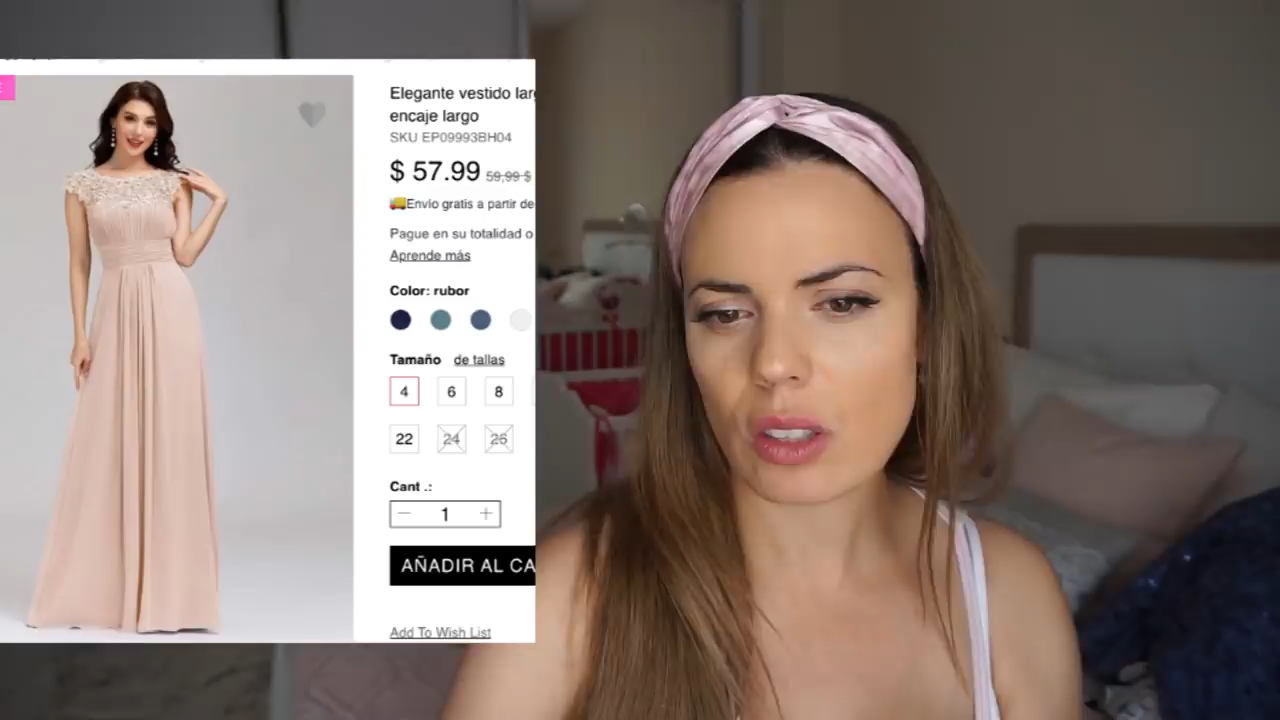 Elegante vestido lar
encaje largo
SKU EP09993BH04
$ 57.99 59,99 $
Envío gratis a partir de
Pague en su totalidad o
Aprende más
Color: rubor
Tamaño de tallas
4 6 8
22 24 26
Cant .:
— 1 +
AÑADIR AL CA
Add To Wish List